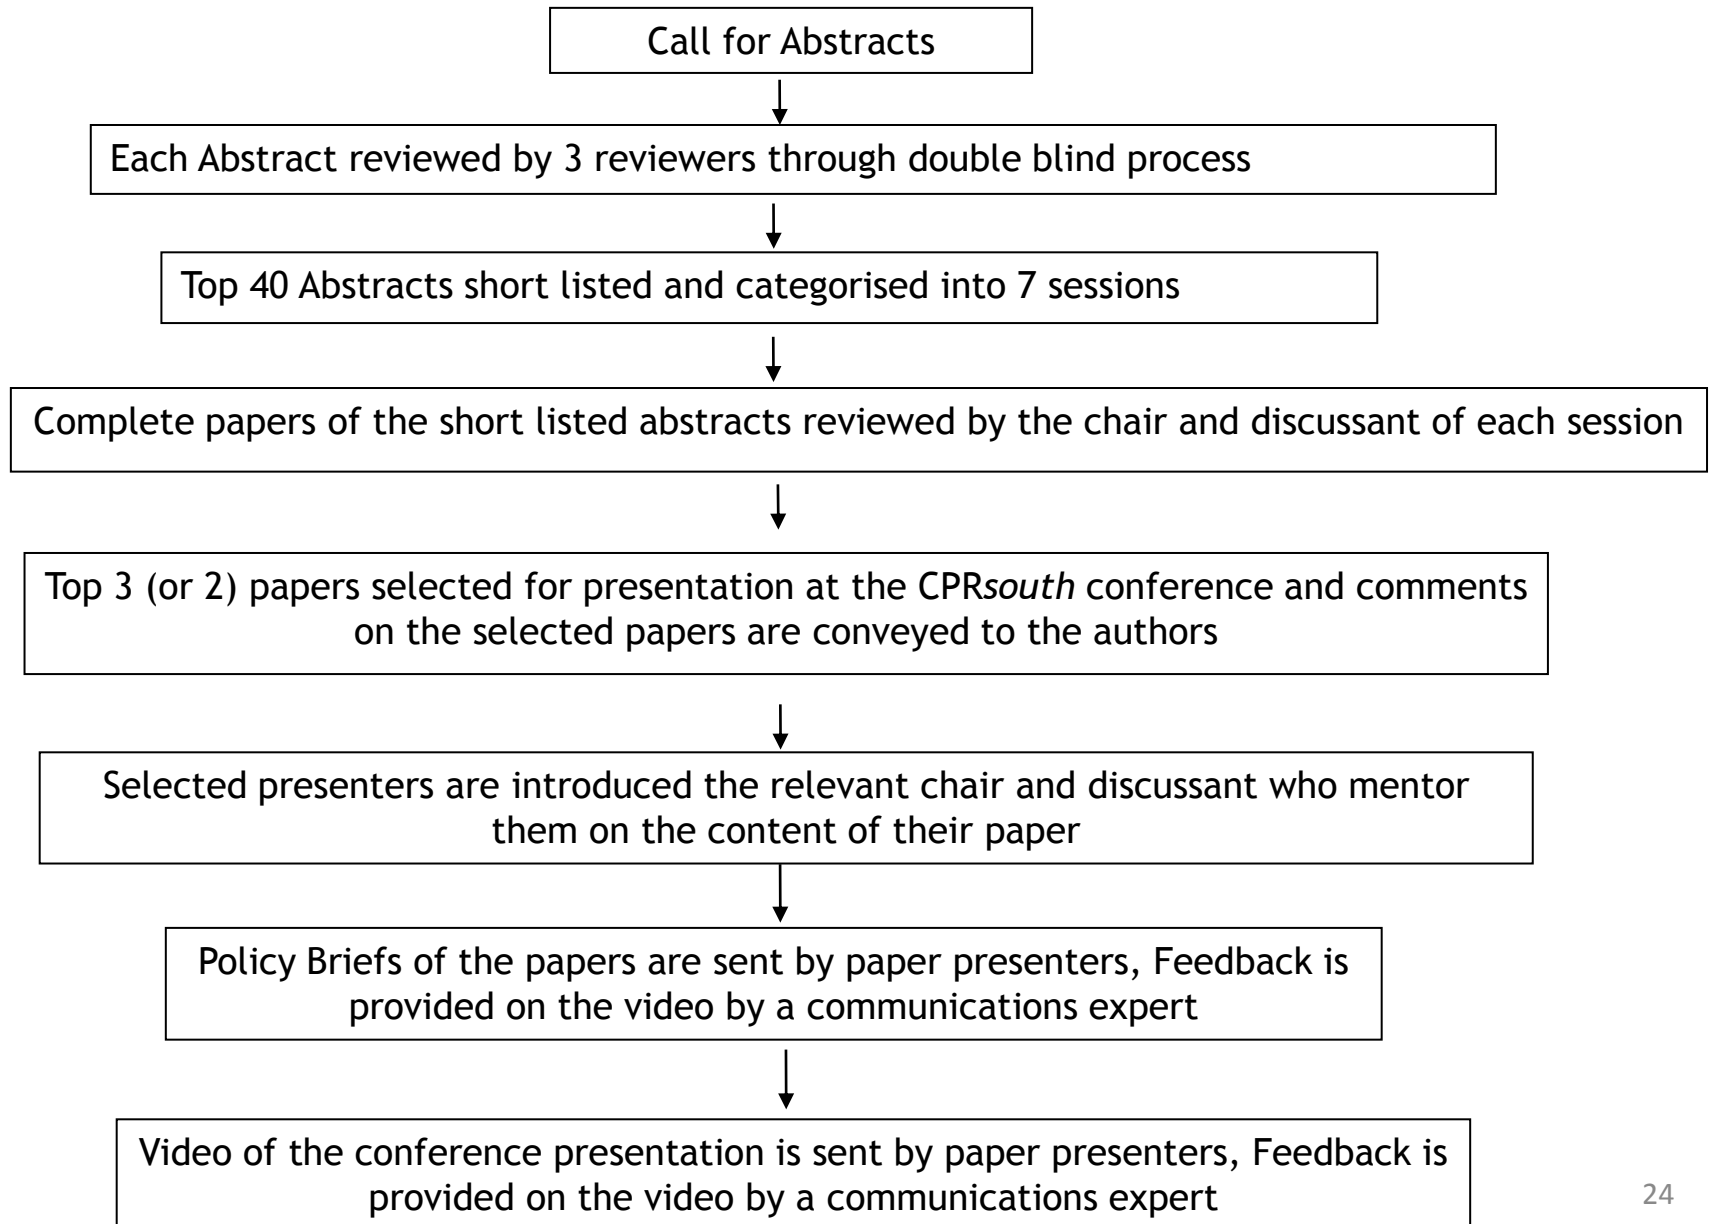 Call for Abstracts
Each Abstract reviewed by 3 reviewers through double blind process
Top 40 Abstracts short listed and categorised into 7 sessions
Complete papers of the short listed abstracts reviewed by the chair and discussant of each session
Top 3 (or 2) papers selected for presentation at the CPRsouth conference and comments
on the selected papers are conveyed to the authors
Selected presenters are introduced the relevant chair and discussant who mentor
them on the content of their paper
Policy Briefs of the papers are sent by paper presenters, Feedback is
provided on the video by a communications expert
Video of the conference presentation is sent by paper presenters, Feedback is
provided on the video by a communications expert
24